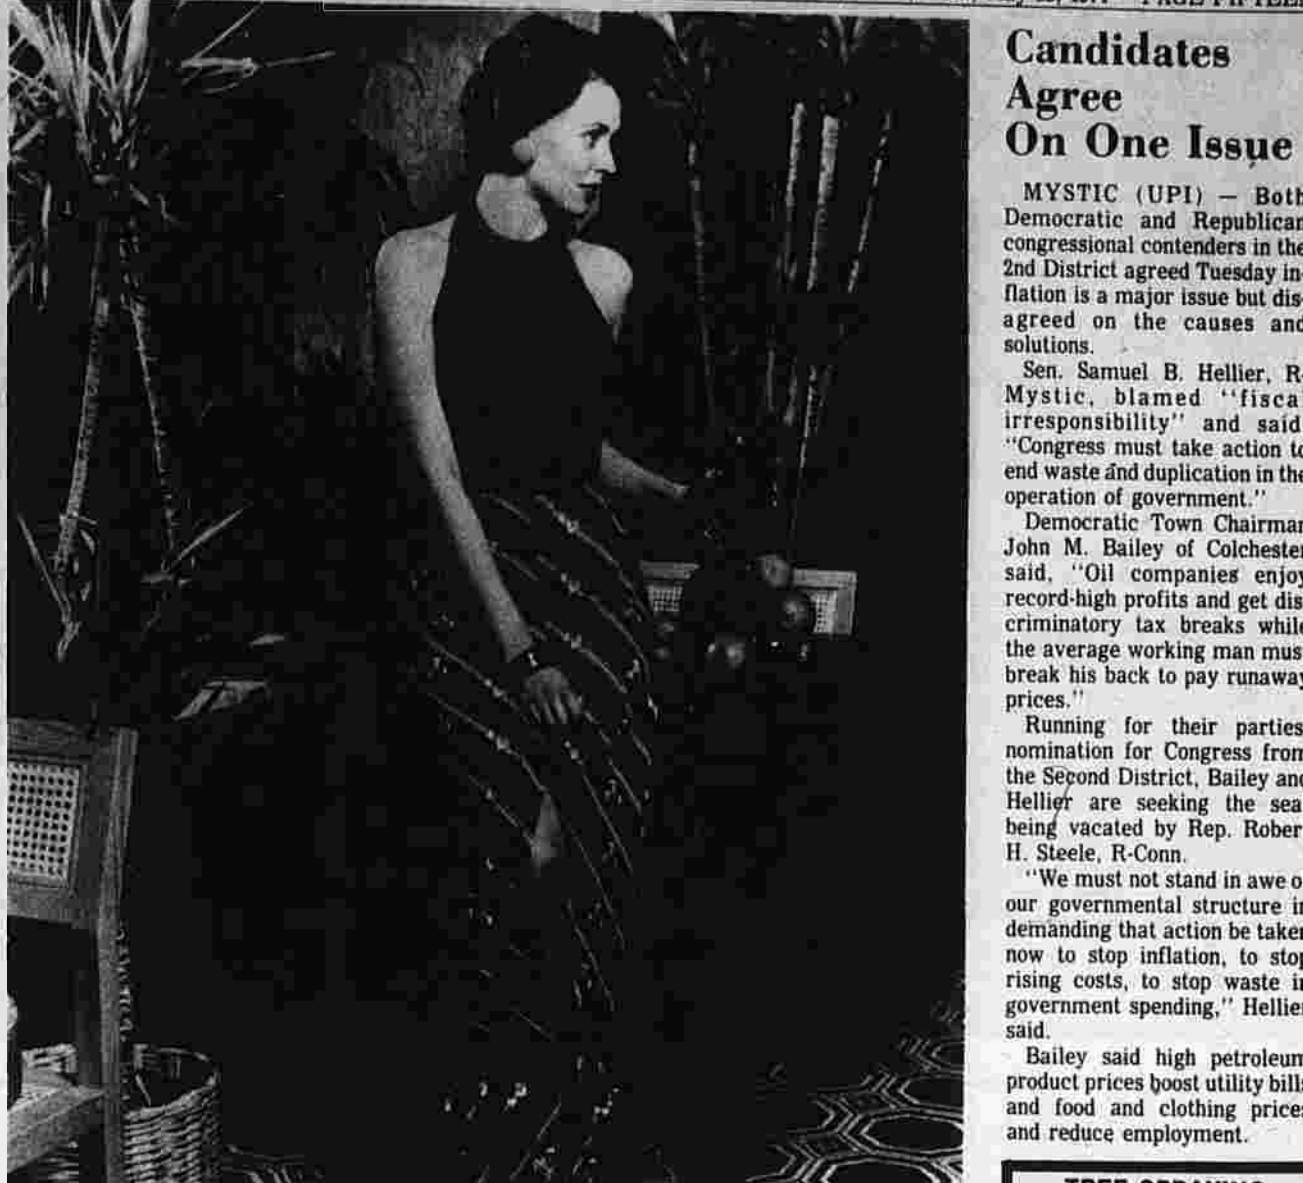 PAGE FIFTEEN
Candidates
Agree
On One Issue
MYSTIC (UPI) — Both
Democratic and Republican
congressional contenders in the
2nd District agreed Tuesday in-
flation is a major issue but dis-
agreed on the causes and
solutions.
Sen. Samuel B. Hellier, R-
Mystic, blamed "fiscal
irresponsibility" and said,
"Congress must take action to
end waste and duplication in the
operation of government."
Democratic Town Chairman
John M. Bailey of Colchester
said, "Oil companies enjoy
record-high profits and get dis-
criminatory tax breaks while
the average working man must
break his back to pay runaway
prices."
Running for their parties'
nomination for Congress from
the Second District, Bailey and
Hellier are seeking the seat
being vacated by Rep. Robert
H. Steele, R-Conn.
"We must not stand in awe of
our governmental structure in
demanding that action be taken
now to stop inflation, to stop
rising costs, to stop waste in
government spending," Hellier
said.
Bailey said high petroleum
product prices boost utility bills
and food and clothing prices
and reduce employment.